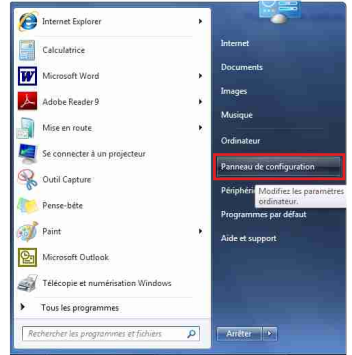 Internet Explorer
Calculatrice
Microsoft Word
Adobe Reader 9
Mise en route
Se connecter à un projecteur
Outil Capture
Pense-bête
Paint
Microsoft Outlook
Télécopie et numérisation Windows
Tous les programmes
Rechercher les programmes et fichiers
Internet
Documents
Images
Musique
Ordinateur
Panneau de configuration
Modifiez les paramètres
ordinateur.
Programmes par défaut
Aide et support
Arrêter